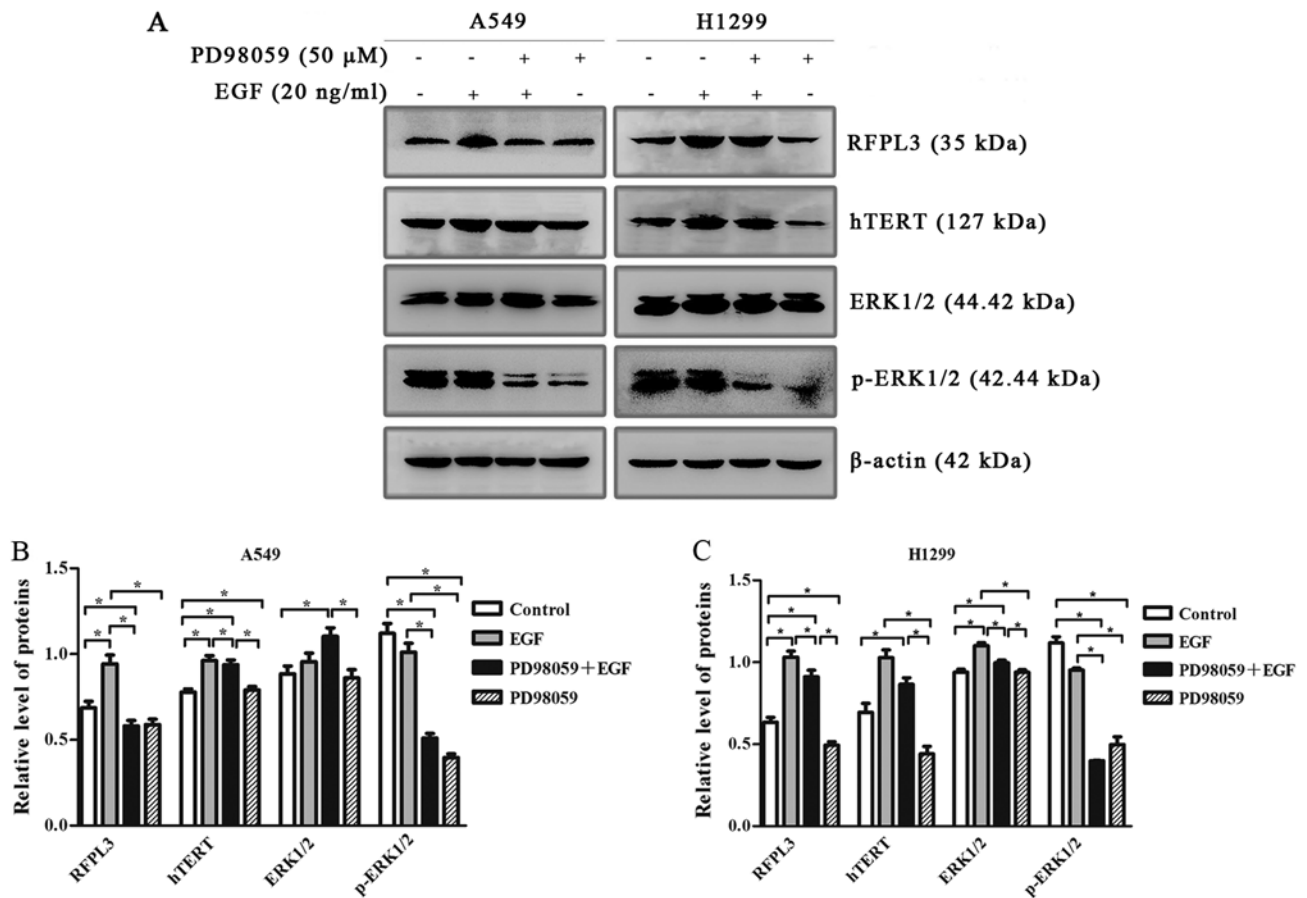 A
A549 H1299
PD98059 (50 μM) - - + + - - + +
EGF (20 ng/ml) - + + - - + + -
RFPL3 (35 kDa)
hTERT (127 kDa)
ERK1/2 (44.42 kDa)
p-ERK1/2 (42.44 kDa)
β-actin (42 kDa)
B
A549
Relative level of proteins
1.5
1.0
0.5
0.0
* * * *
* * * * *
* *
* * * *
RFPL3 hTERT ERK1/2 p-ERK1/2
Control
EGF
PD98059+EGF
PD98059
C
H1299
Relative level of proteins
1.5
1.0
0.5
0.0
* * * * *
* * * *
* * * * *
* * * *
RFPL3 hTERT ERK1/2 p-ERK1/2
Control
EGF
PD98059+EGF
PD98059